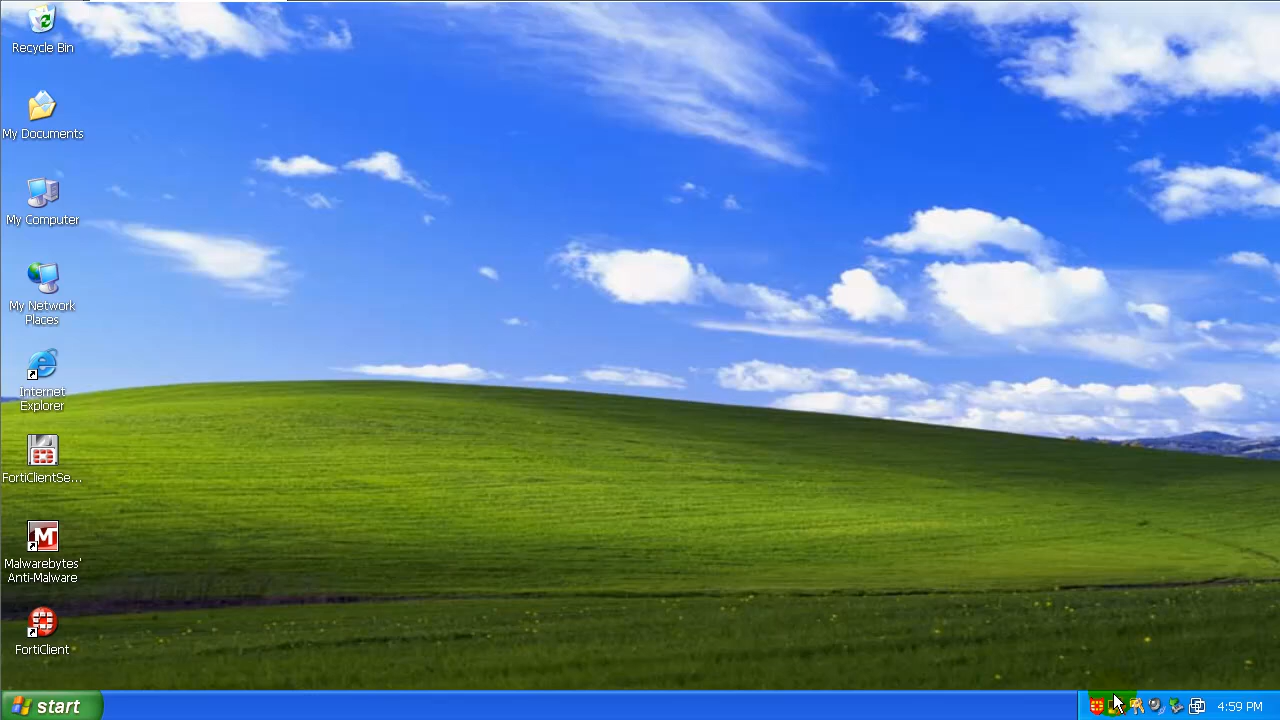 Recycle Bin
My Documents
My Computer
My Network
Places
Internet
Explorer
FortiClientSe...
Malwarebytes'
Anti-Malware
FortiClient
start
4:59 PM